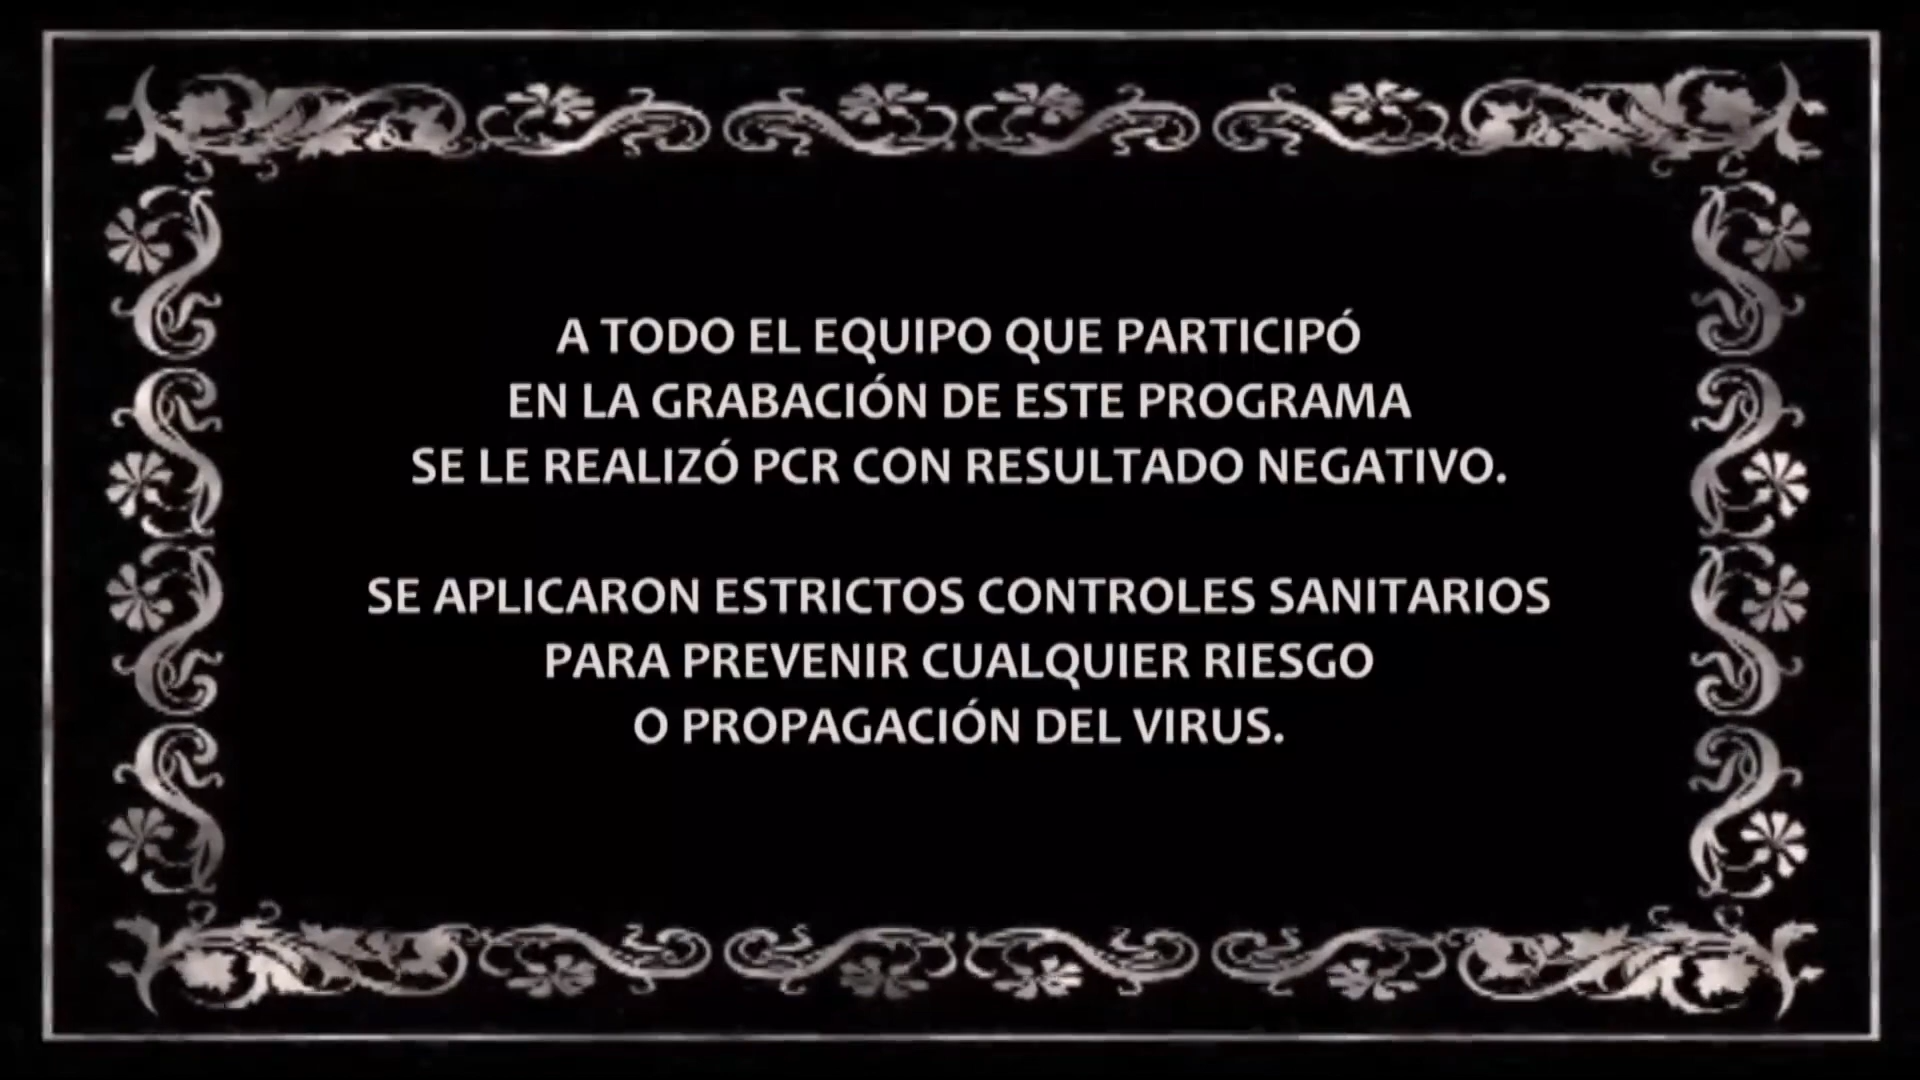 A TODO EL EQUIPO QUE PARTICIPÓ
EN LA GRABACIÓN DE ESTE PROGRAMA
SE LE REALIZÓ PCR CON RESULTADO NEGATIVO.
SE APLICARON ESTRICTOS CONTROLES SANITARIOS
PARA PREVENIR CUALQUIER RIESGO
O PROPAGACIÓN DEL VIRUS.